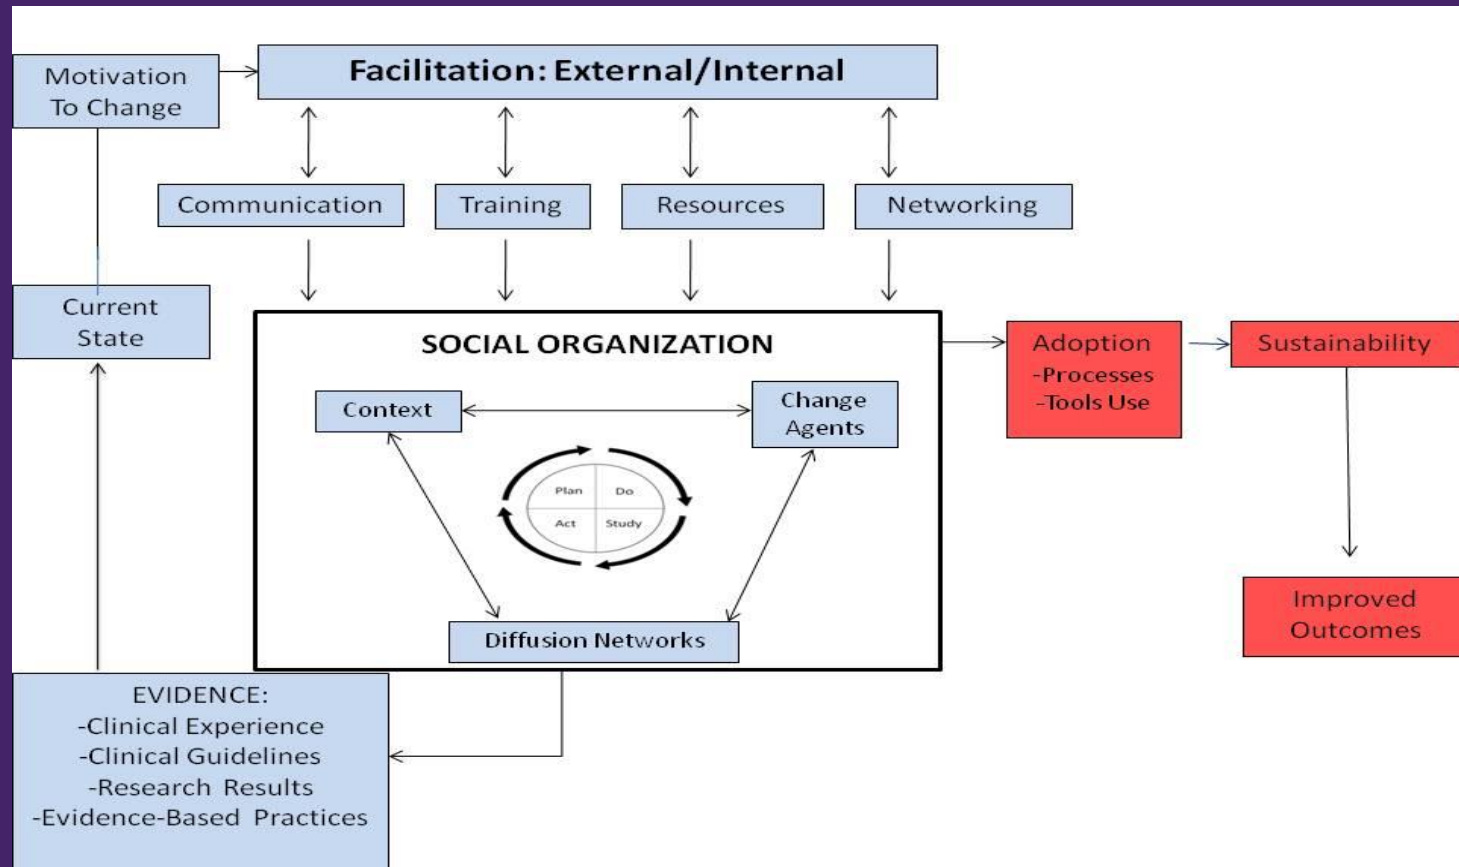 Motivation
To Change
Facilitation: External/Internal
Communication
Training
Resources
Networking
Current
State
SOCIAL ORGANIZATION
Context
Change
Agents
Plan
Do
Act
Study
Diffusion Networks
Adoption
-Processes
-Tools Use
Sustainability
Improved
Outcomes
EVIDENCE:
-Clinical Experience
-Clinical Guidelines
-Research Results
-Evidence-Based Practices